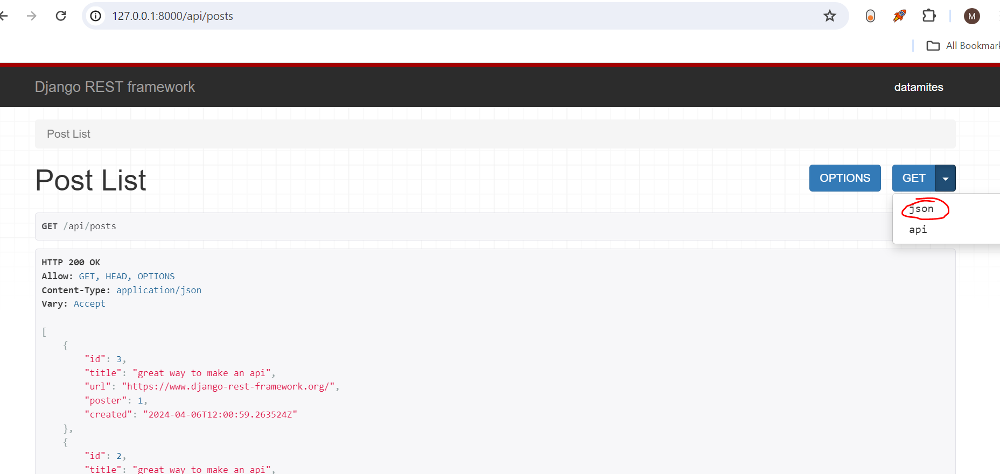 127.0.0.1:8000/api/posts
M
All Bookmark
Django REST framework
datamites
Post List
Post List
OPTIONS
GET
json
api
GET /api/posts
HTTP 200 OK
Allow: GET, HEAD, OPTIONS
Content-Type: application/json
Vary: Accept
[
    {
        "id": 3,
        "title": "great way to make an api",
        "url": "https://www.django-rest-framework.org/",
        "poster": 1,
        "created": "2024-04-06T12:00:59.263524Z"
    },
    {
        "id": 2,
        "title": "great way to make an api",